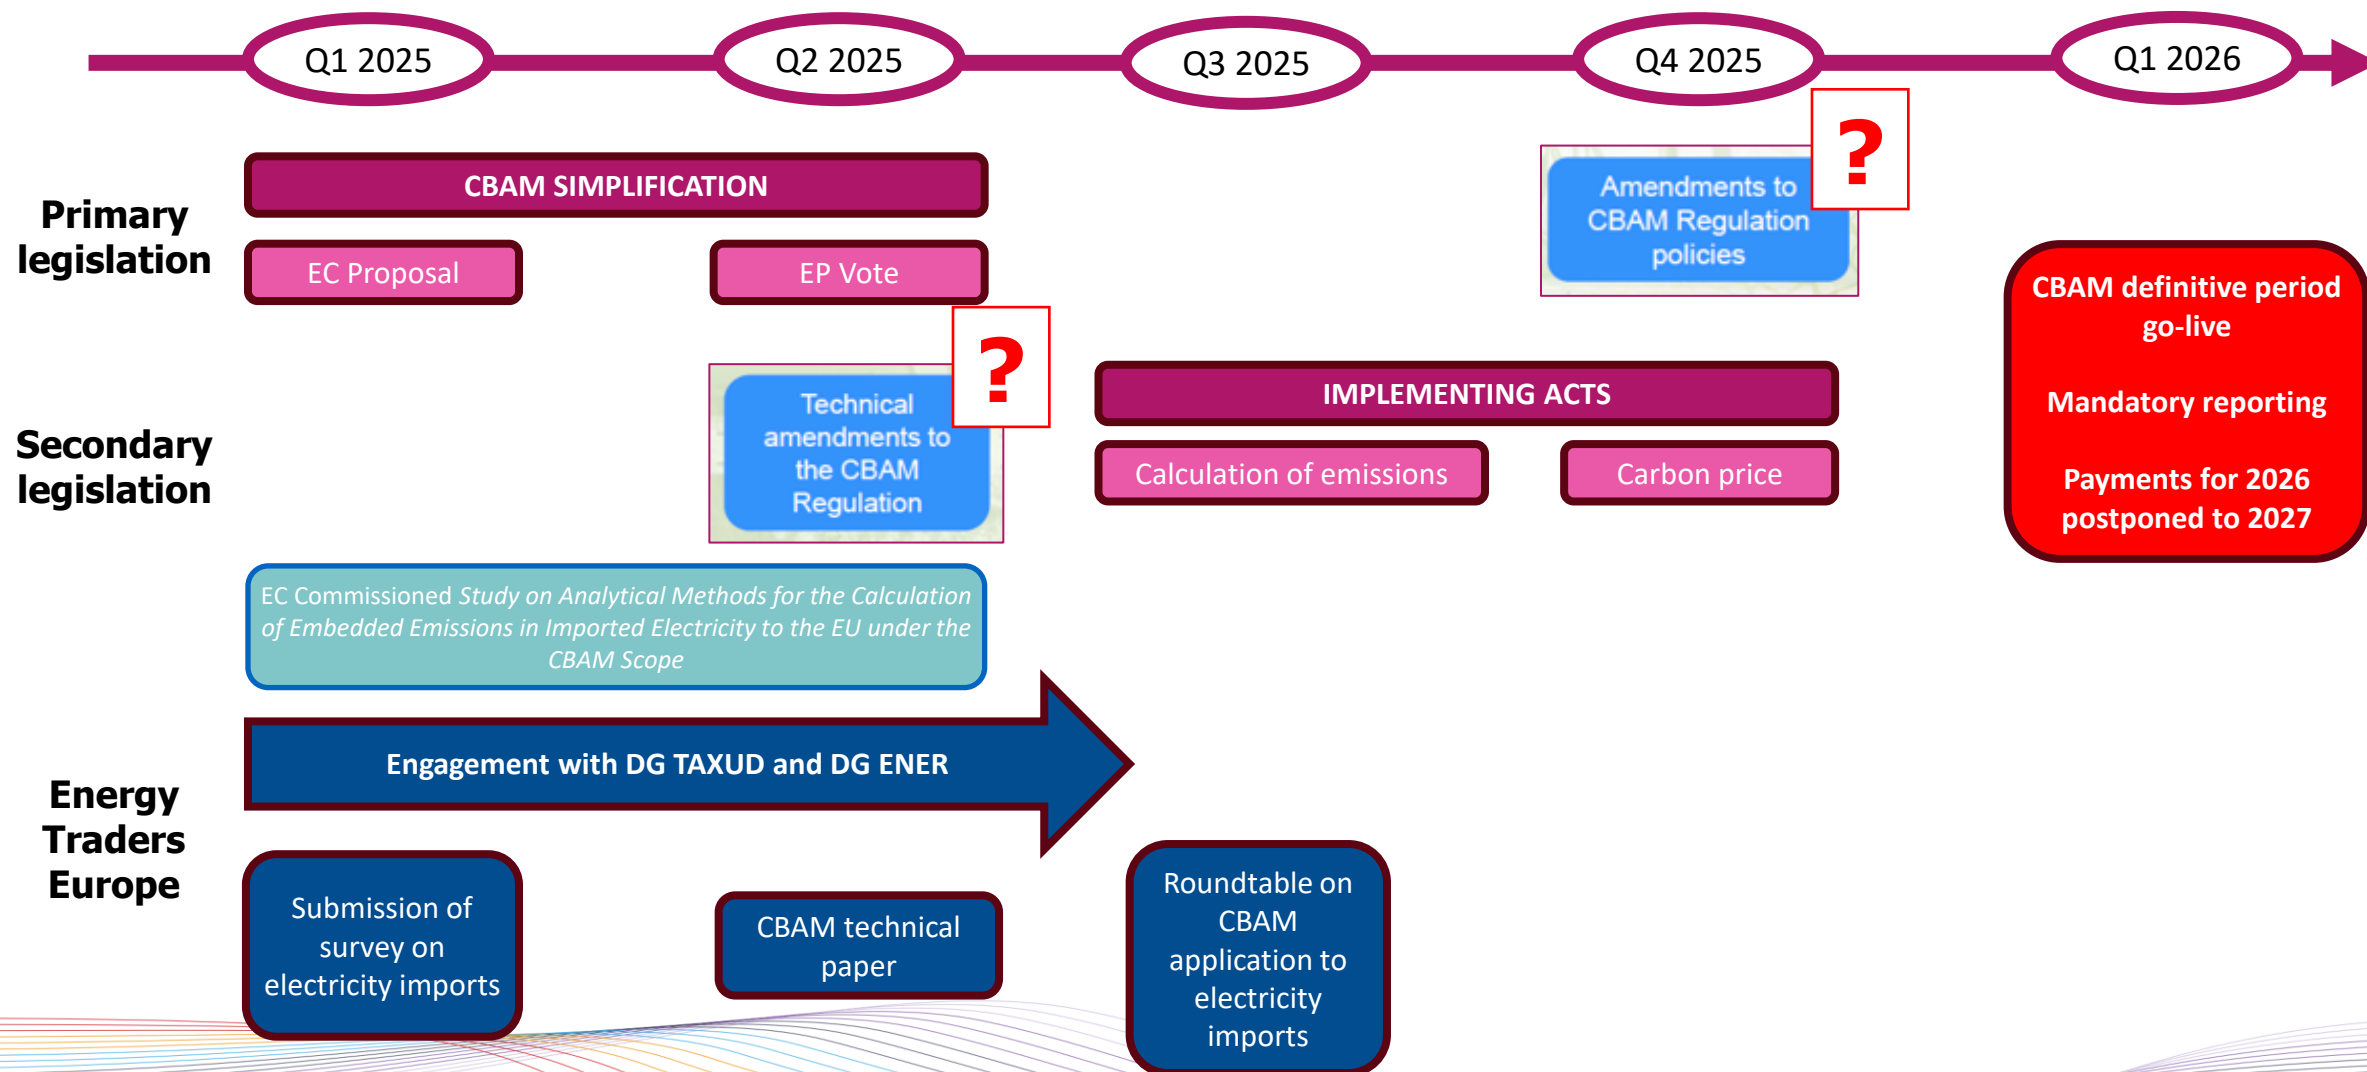 Q1 2025
Q2 2025
Q3 2025
Q4 2025
Q1 2026
Primary
legislation
CBAM SIMPLIFICATION
EC Proposal
EP Vote
Amendments to
CBAM Regulation
policies
?
CBAM definitive period
go-live
Mandatory reporting
Payments for 2026
postponed to 2027
Secondary
legislation
Technical
amendments to
the CBAM
Regulation
?
IMPLEMENTING ACTS
Calculation of emissions
Carbon price
EC Commissioned Study on Analytical Methods for the Calculation
of Embedded Emissions in Imported Electricity to the EU under the
CBAM Scope
Energy
Traders
Europe
Engagement with DG TAXUD and DG ENER
Submission of
survey on
electricity imports
CBAM technical
paper
Roundtable on
CBAM
application to
electricity
imports